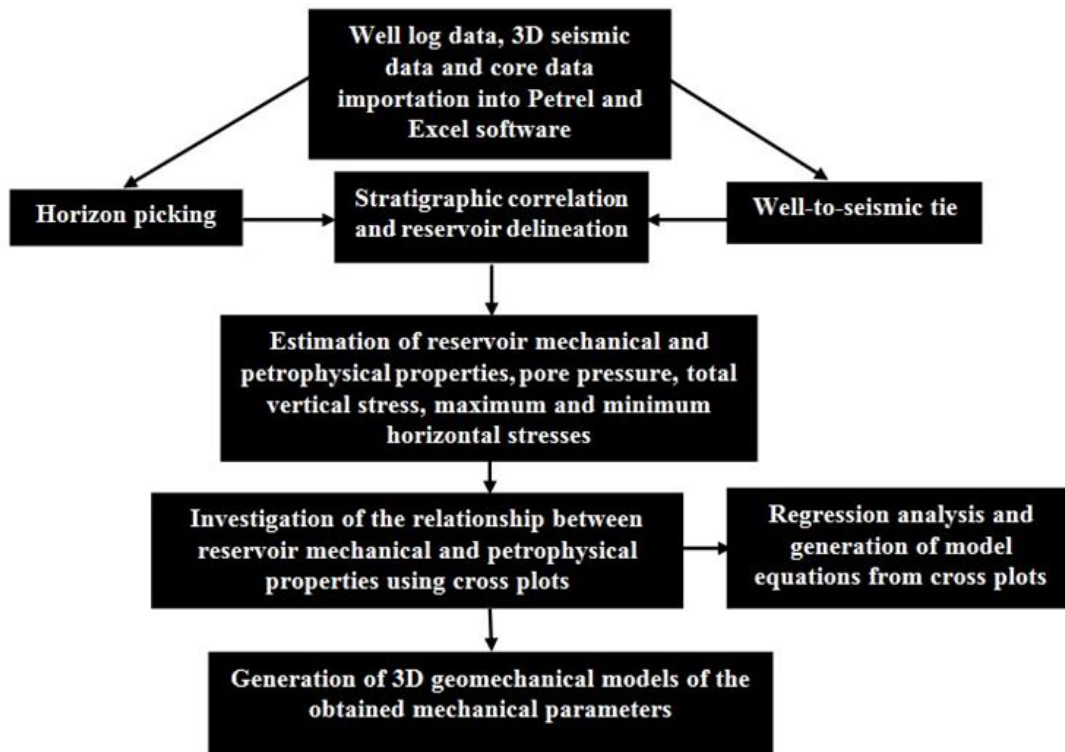 Well log data, 3D seismic
data and core data
importation into Petrel and
Excel software
Horizon picking
Stratigraphic correlation
and reservoir delineation
Well-to-seismic tie
Estimation of reservoir mechanical and
petrophysical properties, pore pressure, total
vertical stress, maximum and minimum
horizontal stresses
Investigation of the relationship between
reservoir mechanical and petrophysical
properties using cross plots
Regression analysis and
generation of model
equations from cross plots
Generation of 3D geomechanical models of the
obtained mechanical parameters